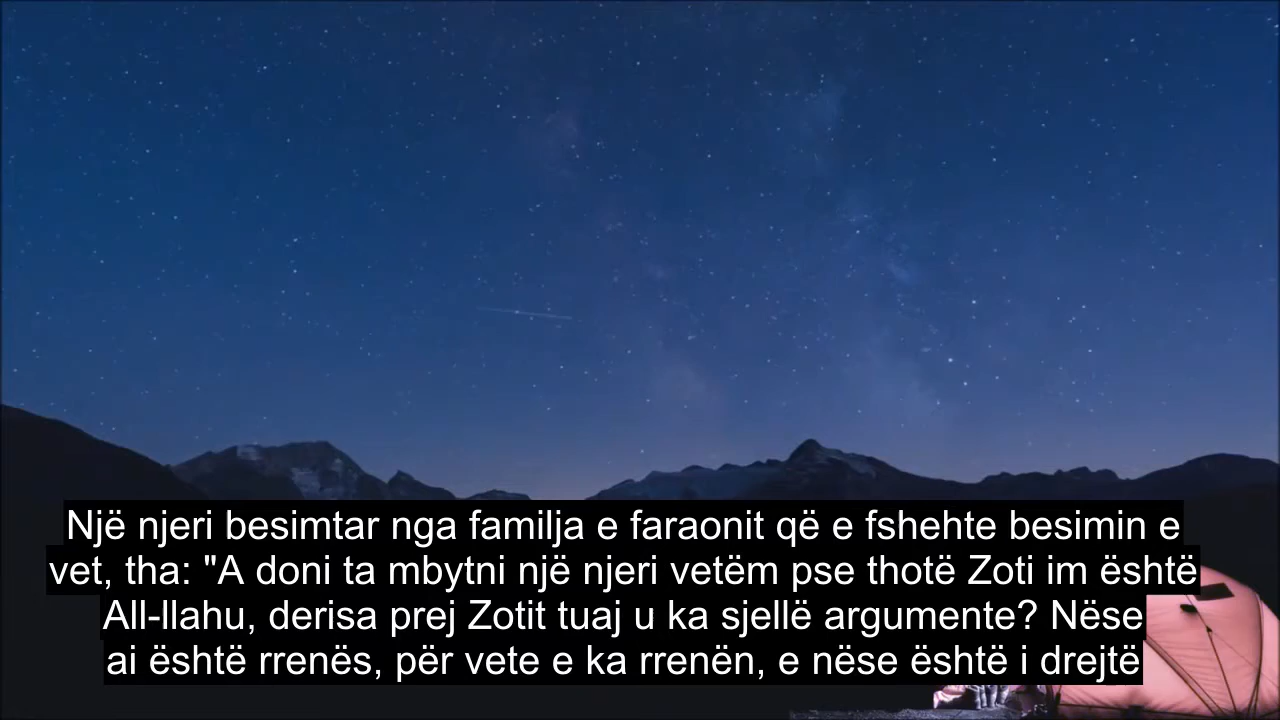 Një njeri besimtar nga familja e faraonit që e fshehte besimin e
vet, tha: "A doni ta mbytni një njeri vetëm pse thotë Zoti im është
All-llahu, derisa prej Zotit tuaj u ka sjellë argumente? Nëse
ai është rrenës, për vete e ka rrenën, e nëse është i drejtë